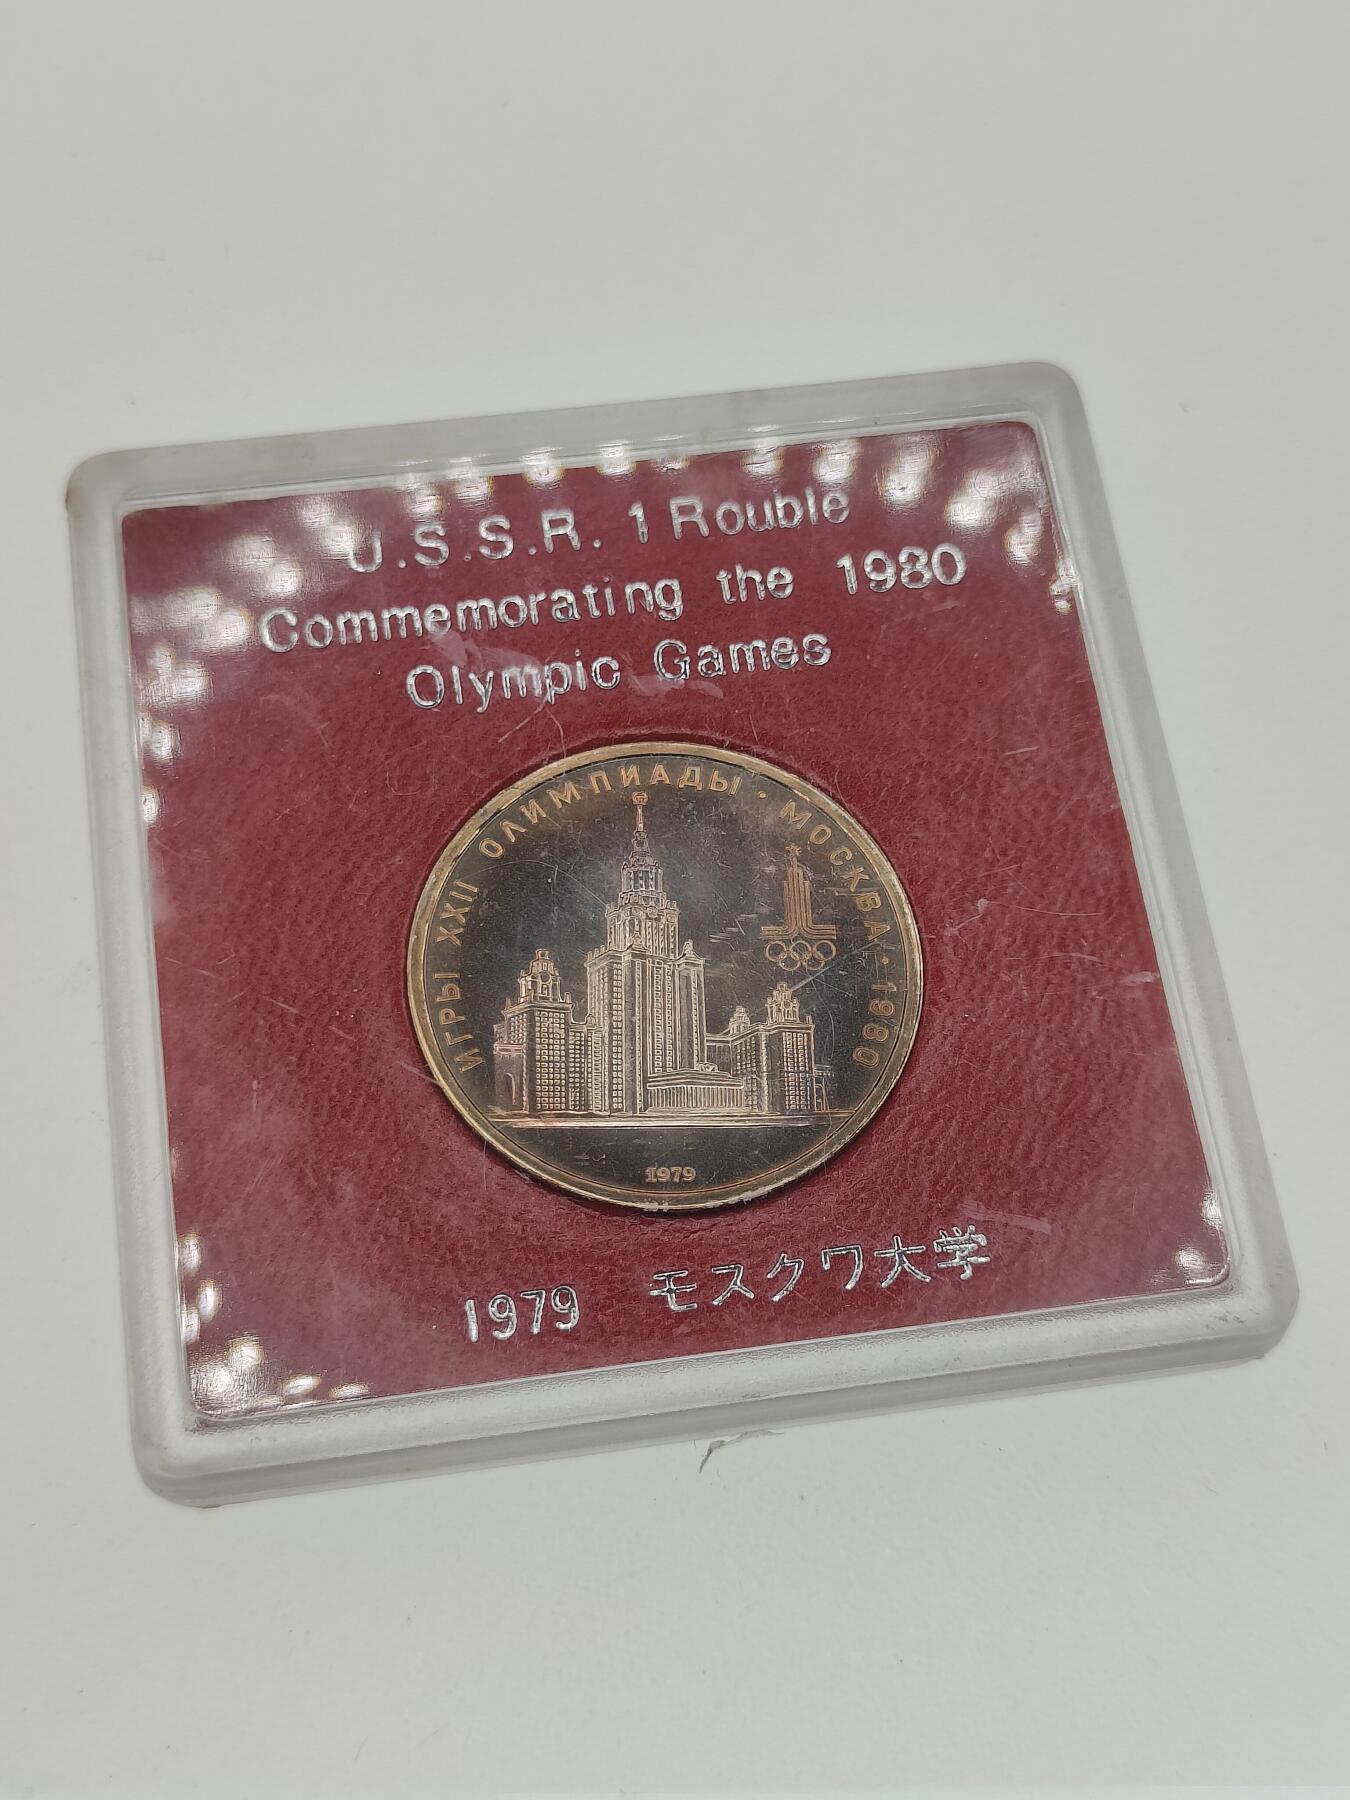 U.S.S.R. 1 Rouble
Commemorating the 1980
Olympic Games
ИГРЫ XXII ОЛИМПИАДЫ · МОСКВА · 1980
1979
1979 モスクワ大学